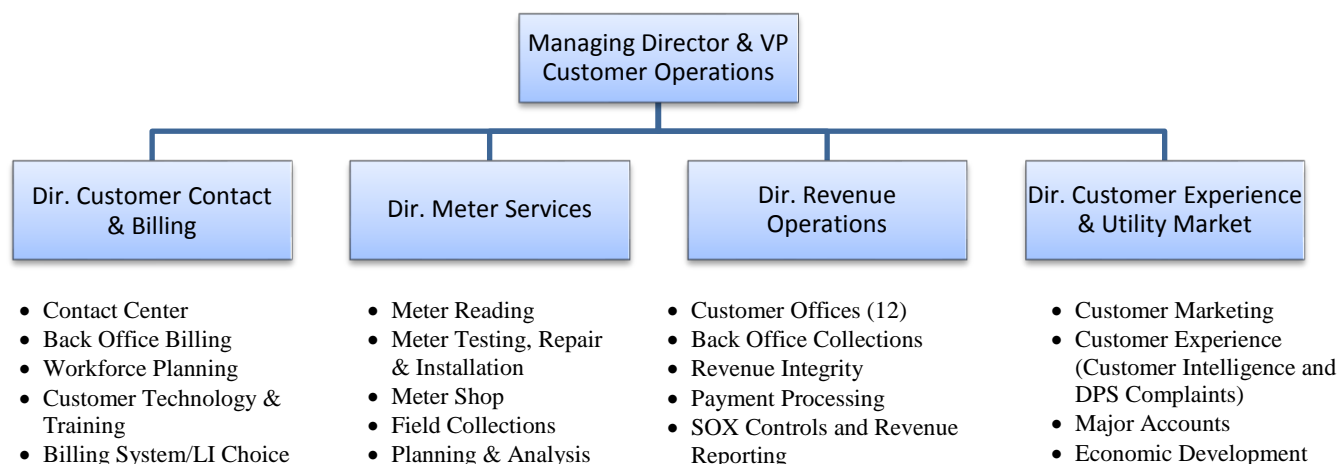 Managing Director & VP
Customer Operations
Dir. Customer Contact
& Billing
Dir. Meter Services
Dir. Revenue
Operations
Dir. Customer Experience
& Utility Market
• Contact Center
• Back Office Billing
• Workforce Planning
• Customer Technology &
Training
• Billing System/LI Choice
• Meter Reading
• Meter Testing, Repair
& Installation
• Meter Shop
• Field Collections
• Planning & Analysis
• Customer Offices (12)
• Back Office Collections
• Revenue Integrity
• Payment Processing
• SOX Controls and Revenue
Reporting
• Customer Marketing
• Customer Experience
(Customer Intelligence and
DPS Complaints)
• Major Accounts
• Economic Development